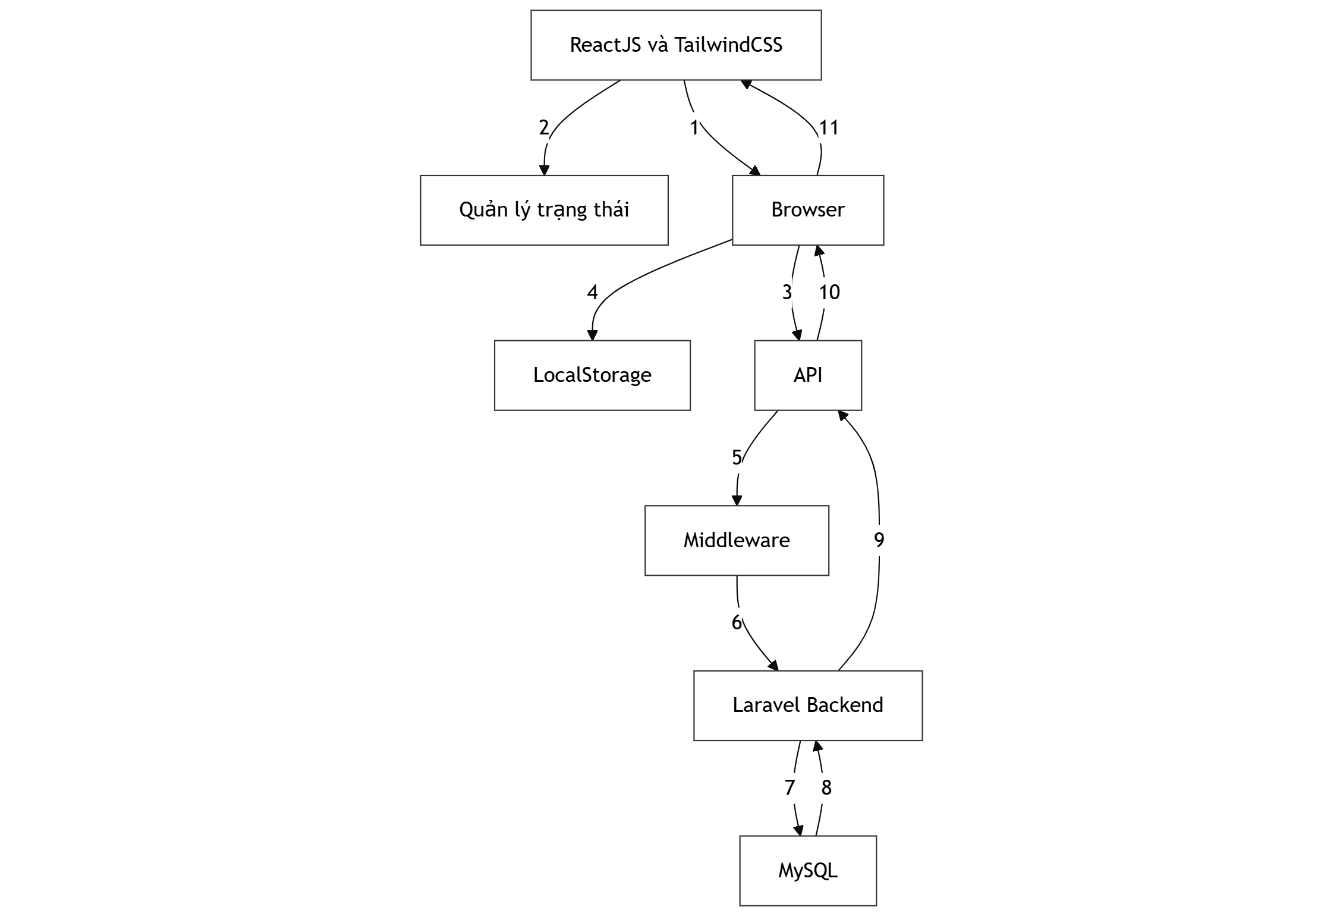 ReactJS và TailwindCSS
2
1
11
Quản lý trạng thái
Browser
4
3
10
LocalStorage
API
5
Middleware
9
6
Laravel Backend
7
8
MySQL